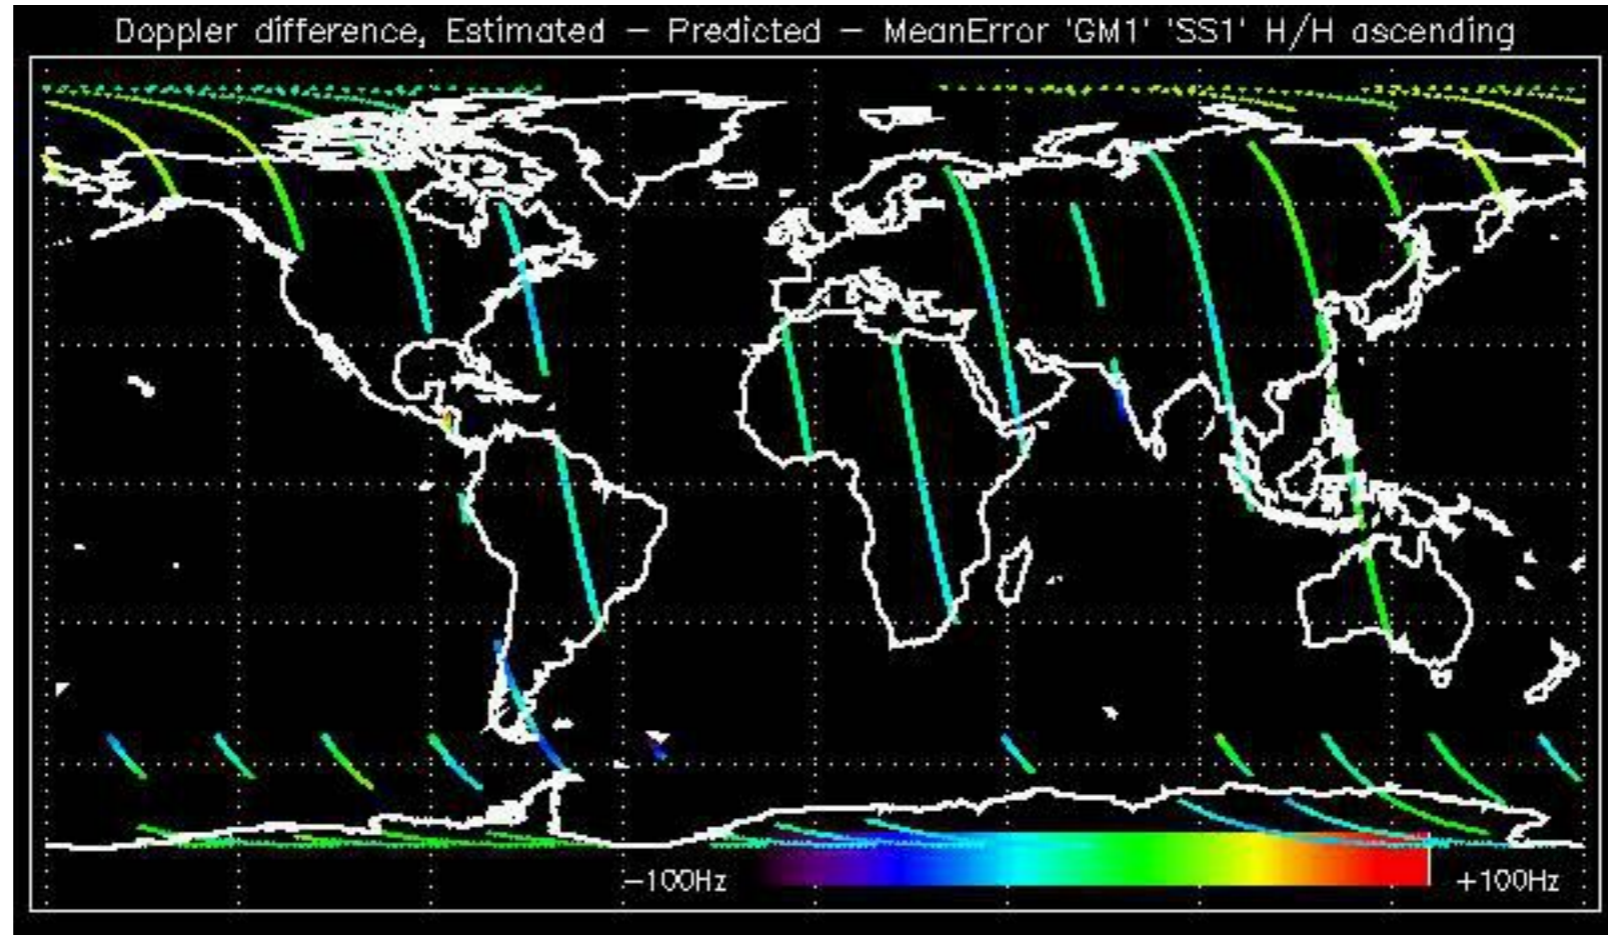 Doppler difference, Estimated – Predicted – MeanError 'GM1' 'SS1' H/H ascending
–100Hz
+100Hz